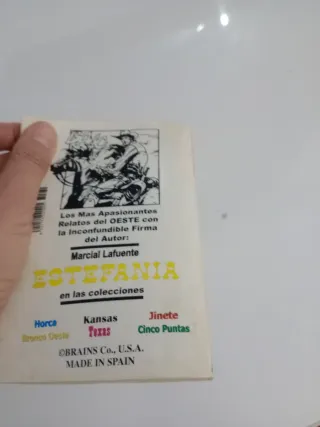 Los Mas Apasionantes
Relatos del OESTE con
la Inconfundible Firma
del Autor:
Marcial Lafuente
ESTEFANIA
en las colecciones
Horca Kansas Jinete
Bravos Oeste Texas Cinco Puntas
©BRAINS Co., U.S.A.
MADE IN SPAIN